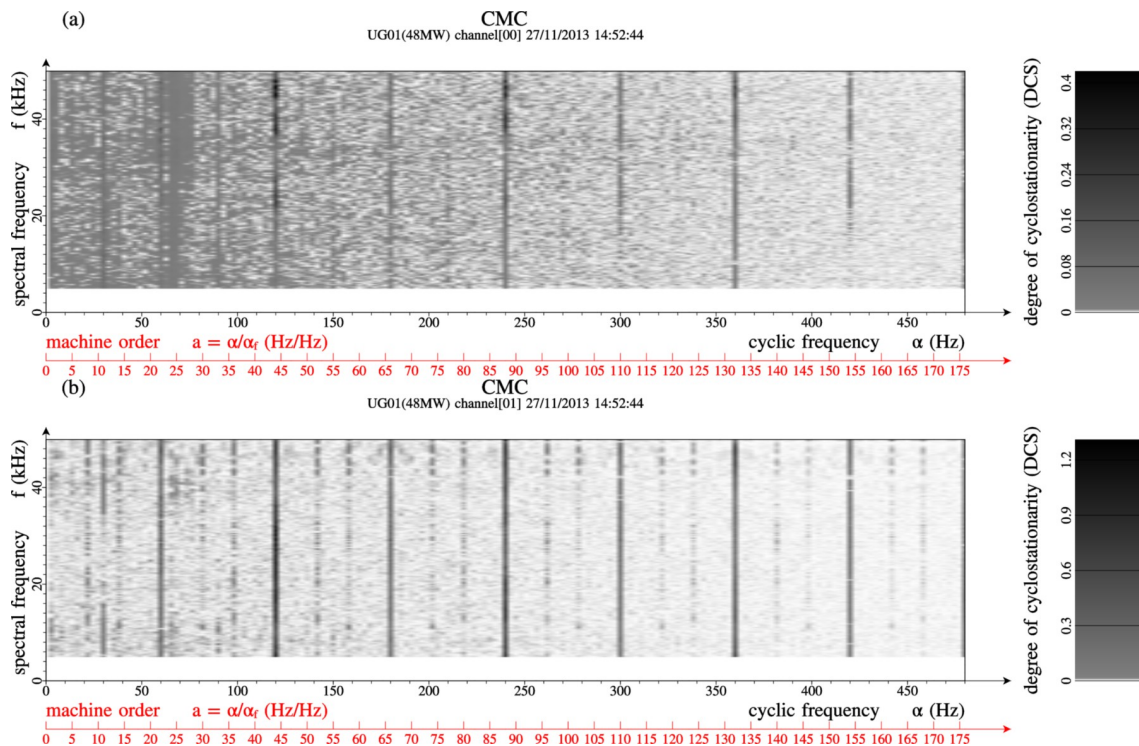 (a)
CMC
UG01(48MW) channel[00] 27/11/2013 14:52:44
spectral frequency f (kHz)
0 20 40
0 50 100 150 200 250 300 350 400 450
machine order a = α/αf (Hz/Hz) cyclic frequency α (Hz)
0 5 10 15 20 25 30 35 40 45 50 55 60 65 70 75 80 85 90 95 100 105 110 115 120 125 130 135 140 145 150 155 160 165 170 175
degree of cyclostationarity (DCS)
0 0.08 0.16 0.24 0.32 0.4
(b)
CMC
UG01(48MW) channel[01] 27/11/2013 14:52:44
spectral frequency f (kHz)
0 20 40
0 50 100 150 200 250 300 350 400 450
machine order a = α/αf (Hz/Hz) cyclic frequency α (Hz)
0 5 10 15 20 25 30 35 40 45 50 55 60 65 70 75 80 85 90 95 100 105 110 115 120 125 130 135 140 145 150 155 160 165 170 175
degree of cyclostationarity (DCS)
0 0.3 0.6 0.9 1.2